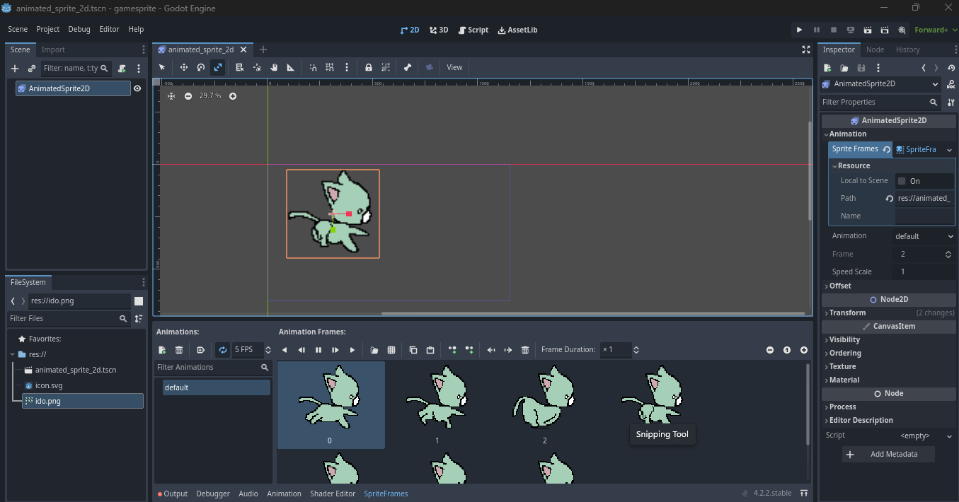 animated_sprite_2d.tscn - gamesprite - Godot Engine
Scene Project Debug Editor Help
2D 3D Script AssetLib
Forward+
Scene Import
animated_sprite_2d
Inspector Node History
Filter: name, t:ty
View
AnimatedSprite2D
AnimatedSprite2D
29.7 %
Filter Properties
AnimatedSprite2D
Animation
Sprite Frames SpriteFra
Resource
Local to Scene On
Path res://animated_
Name
Animation default
Frame 2
Speed Scale 1
Offset
Node2D
Transform (2 changes)
CanvasItem
Visibility
Ordering
Texture
Material
Node
Process
Editor Description
Script <empty>
Add Metadata
FileSystem
res://ido.png
Filter Files
Favorites:
res://
animated_sprite_2d.tscn
icon.svg
ido.png
Animations:
Animation Frames:
5 FPS
Frame Duration: × 1
Filter Animations
default
0 1 2
Snipping Tool
Output Debugger Audio Animation Shader Editor SpriteFrames
4.2.2.stable